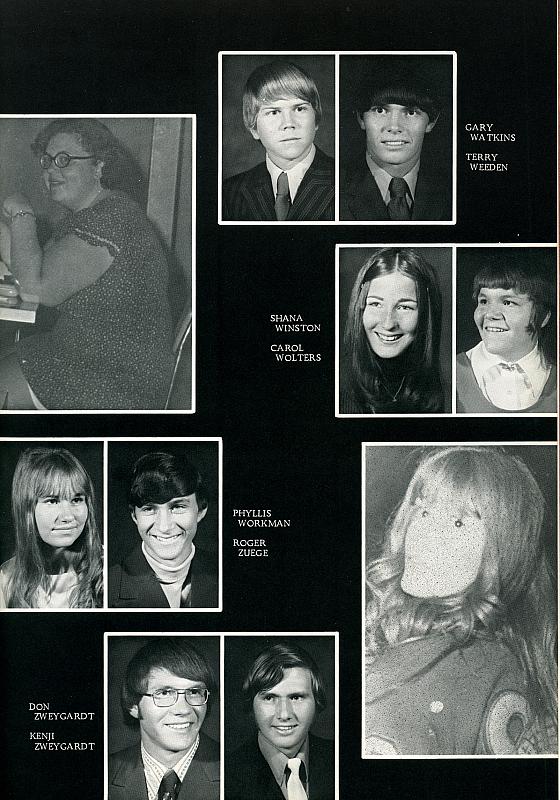 GARY
WATKINS
TERRY
WEEDEN
SHANA
WINSTON
CAROL
WOLTERS
PHYLLIS
WORKMAN
ROGER
ZUEGE
DON
ZWEYGARDT
KENJI
ZWEYGARDT